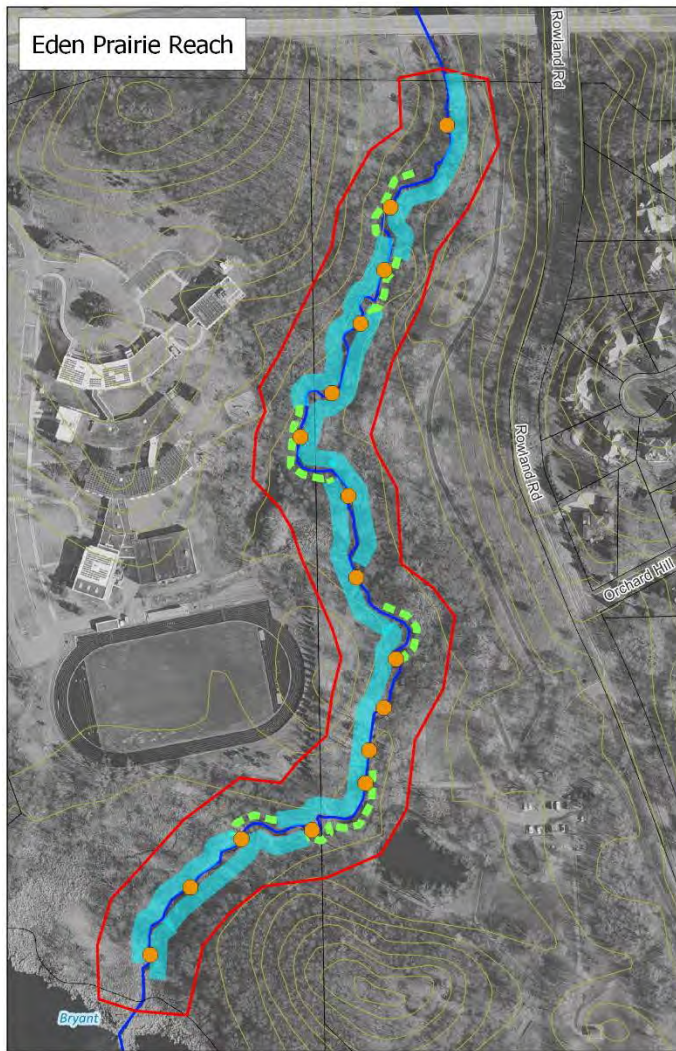 Eden Prairie Reach
Rowland Rd
Rowland Rd
Orchard Hill
Bryant